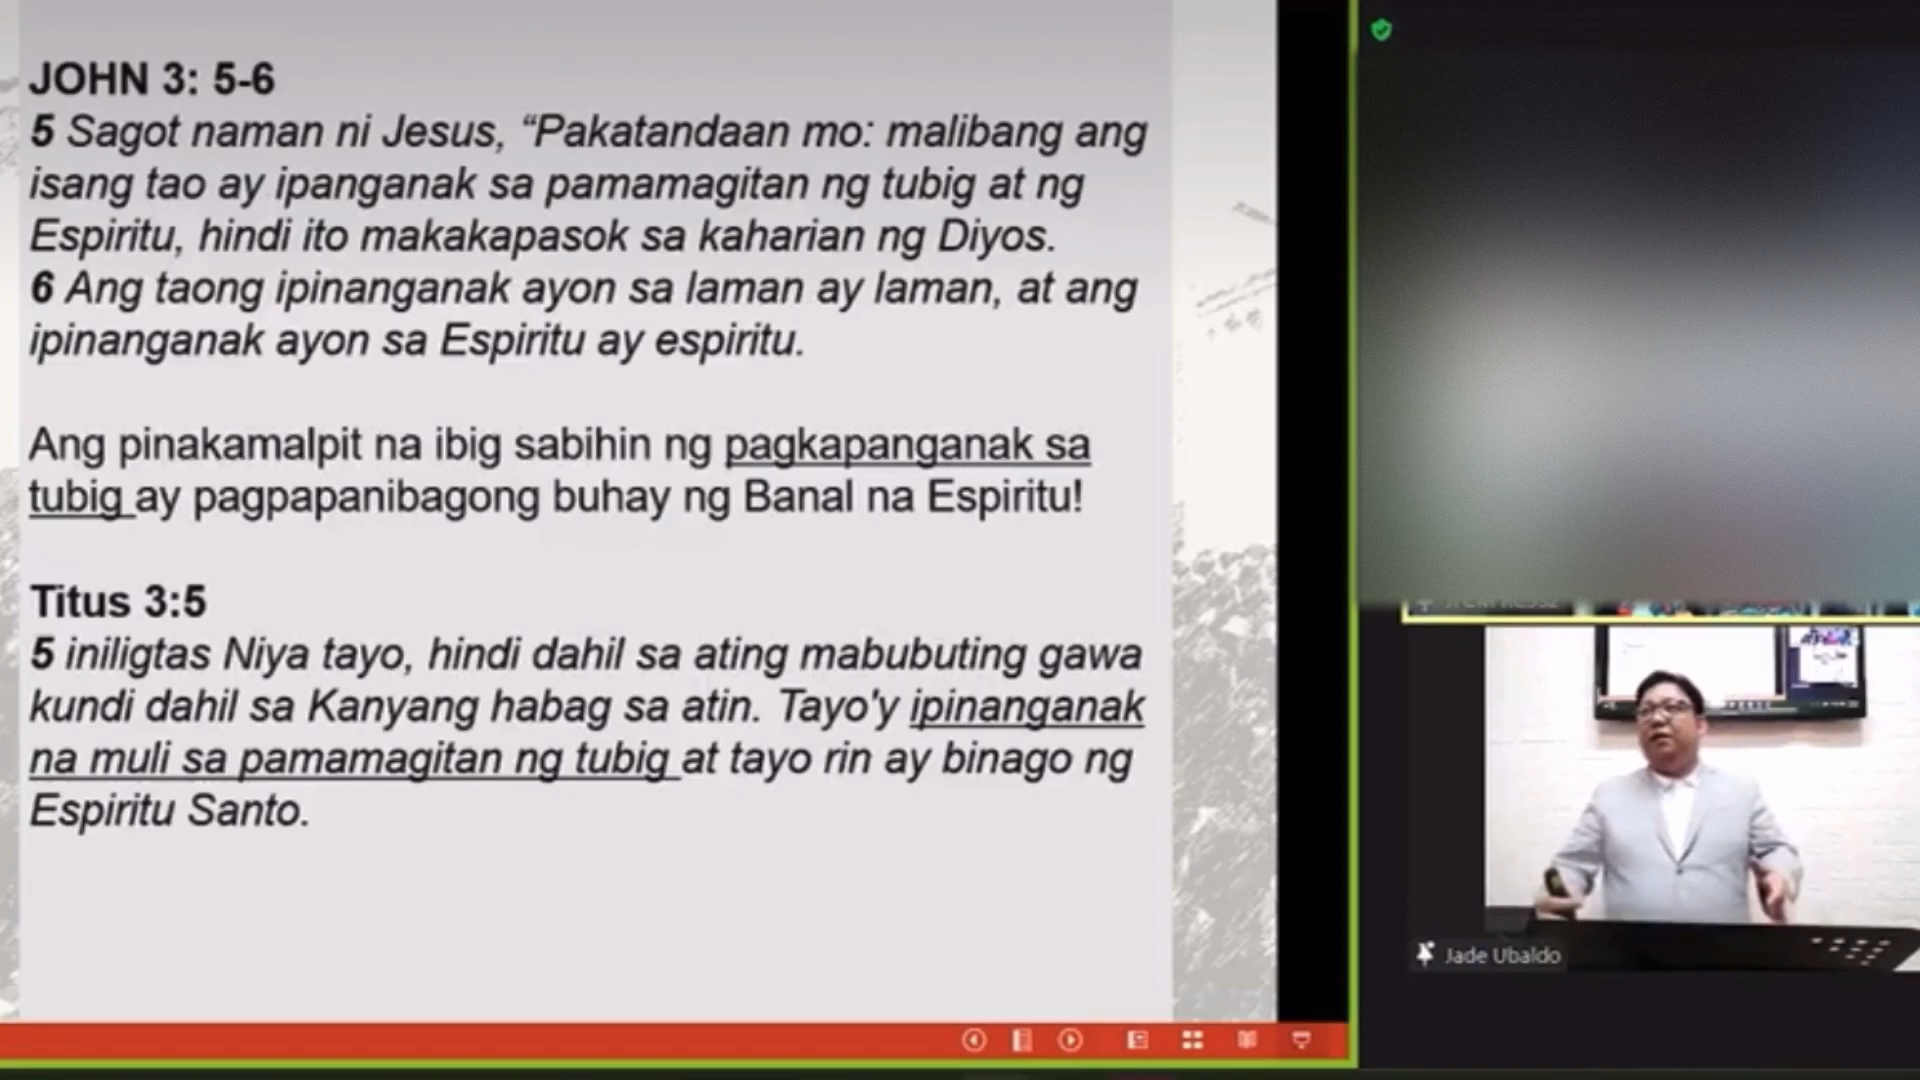 JOHN 3: 5-6
5 Sagot naman ni Jesus, “Pakatandaan mo: malibang ang
isang tao ay ipanganak sa pamamagitan ng tubig at ng
Espiritu, hindi ito makakapasok sa kaharian ng Diyos.
6 Ang taong ipinanganak ayon sa laman ay laman, at ang
ipinanganak ayon sa Espiritu ay espiritu.
Ang pinakamalpit na ibig sabihin ng pagkapanganak sa
tubig ay pagpapanibagong buhay ng Banal na Espiritu!
Titus 3:5
5 iniligtas Niya tayo, hindi dahil sa ating mabubuting gawa
kundi dahil sa Kanyang habag sa atin. Tayo'y ipinanganak
na muli sa pamamagitan ng tubig at tayo rin ay binago ng
Espiritu Santo.
Jade Ubaldo